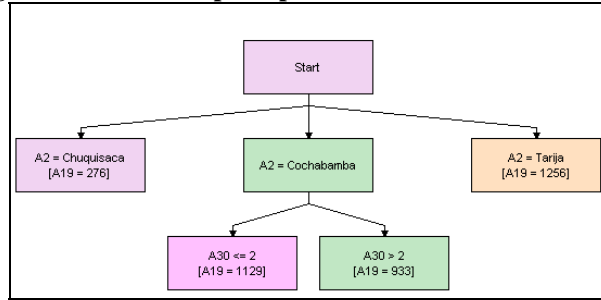 Start
A2 = Chuquisaca
[A19 = 276]
A2 = Cochabamba
A2 = Tarija
[A19 = 1256]
A30 <= 2
[A19 = 1129]
A30 > 2
[A19 = 933]